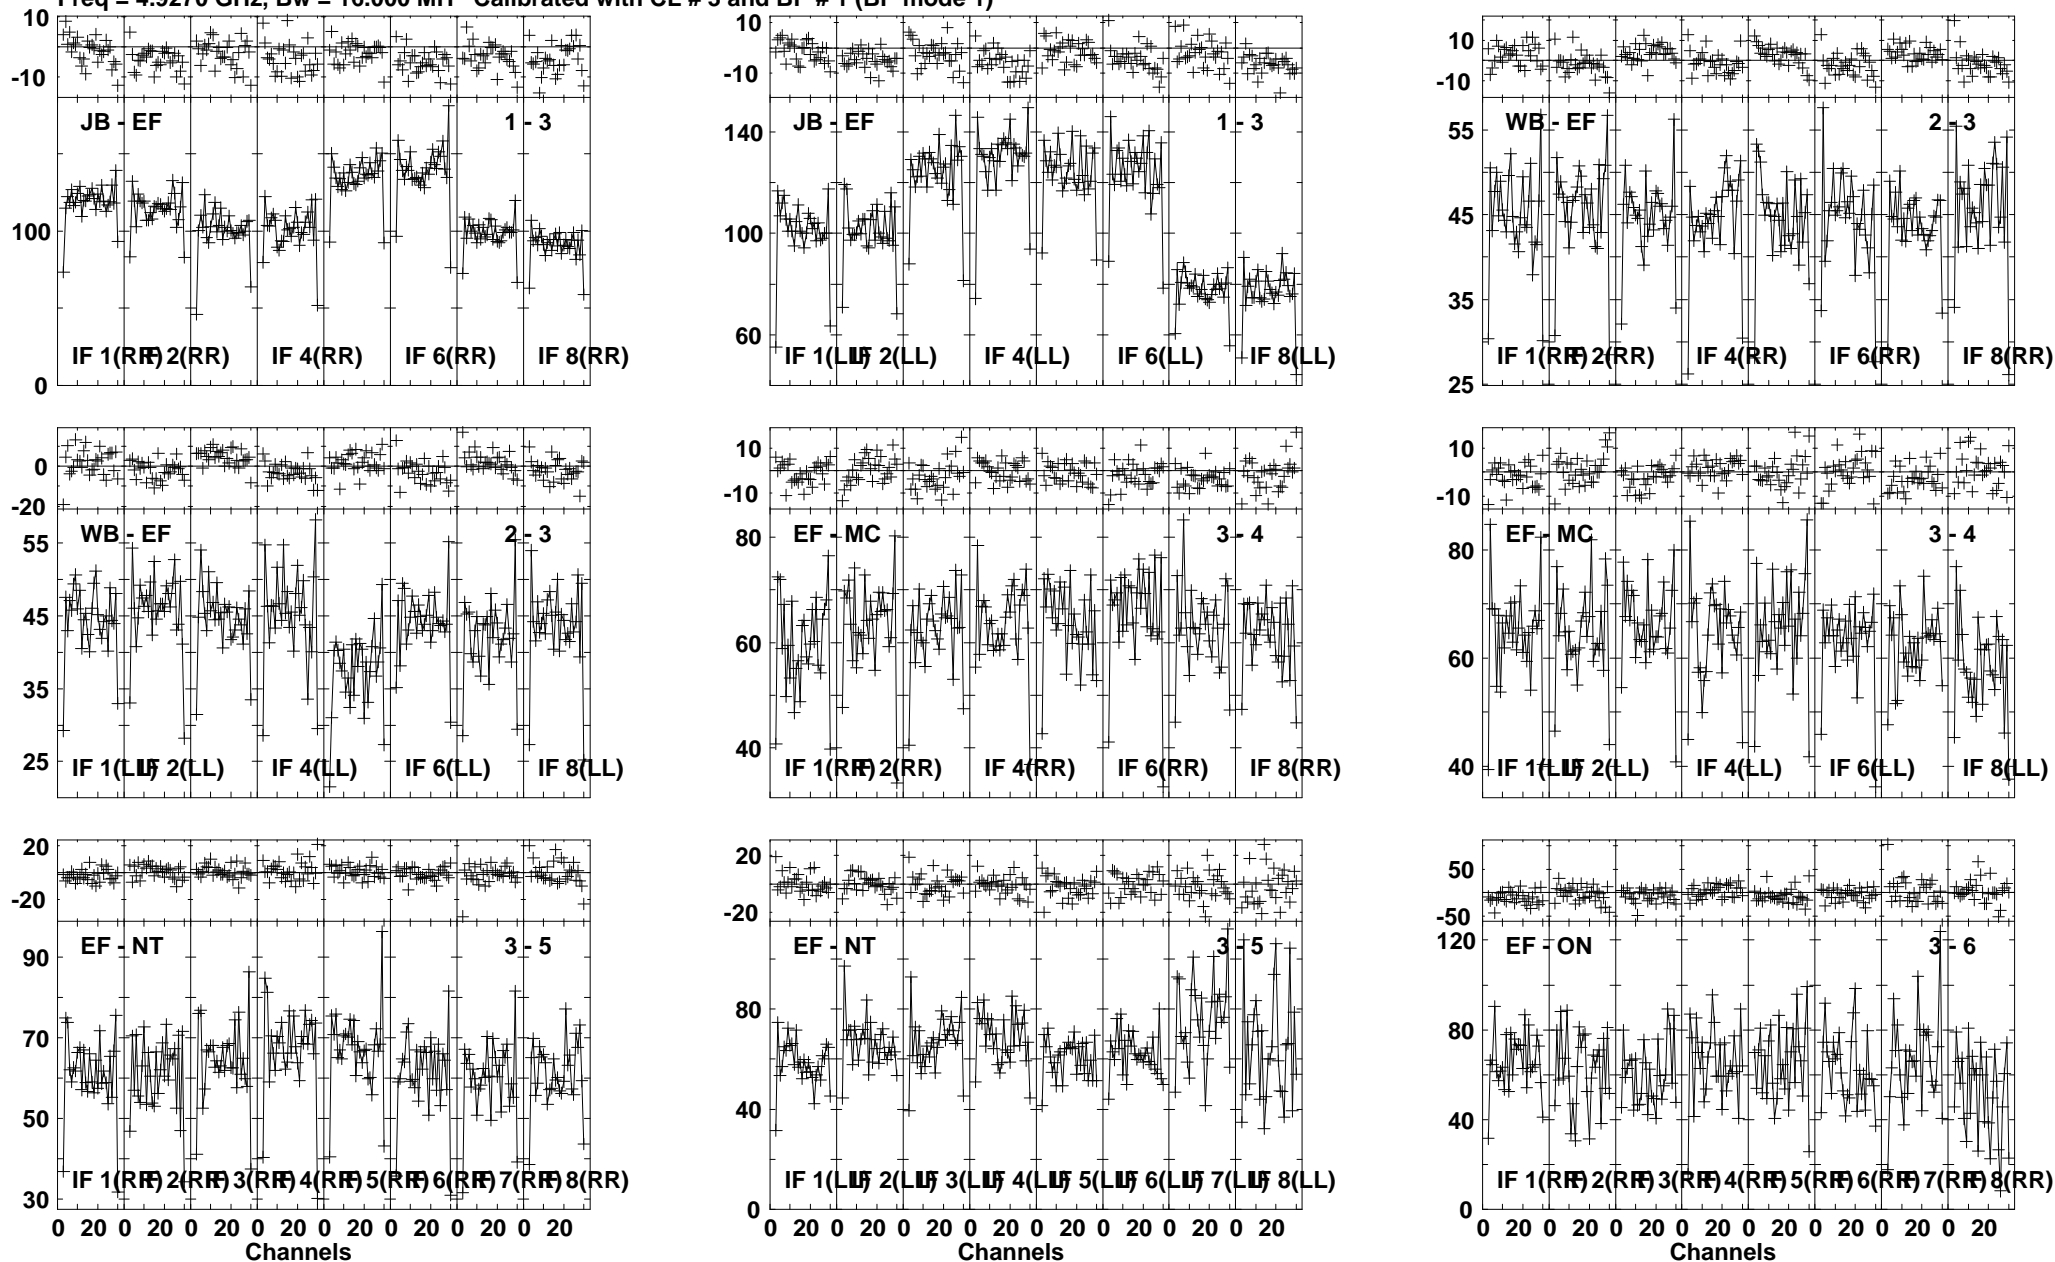 Freq = 4.9270 GHz, Bw = 16.000 MH Calibrated with CL # 3 and BP # 1 (BP mode 1)
10 10 10
-10 -10 -10
JB - EF 1 - 3 JB - EF 1 - 3 WB - EF 2 - 3
140 55
100 100 45
60 35
IF 1(RR) IF 2(RR) IF 4(RR) IF 6(RR) IF 8(RR) IF 1(LL) IF 2(LL) IF 4(LL) IF 6(LL) IF 8(LL) IF 1(RR) IF 2(RR) IF 4(RR) IF 6(RR) IF 8(RR)
0 25
0 10 10
-20 -10 -10
WB - EF 2 - 3 EF - MC 3 - 4 EF - MC 3 - 4
55 80 80
45 60 60
35
25 40 40
IF 1(LL) IF 2(LL) IF 4(LL) IF 6(LL) IF 8(LL) IF 1(RR) IF 2(RR) IF 4(RR) IF 6(RR) IF 8(RR) IF 1(LL) IF 2(LL) IF 4(LL) IF 6(LL) IF 8(LL)
20 20 50
-20 -20 -50
EF - NT 3 - 5 EF - NT 3 - 5 EF - ON 3 - 6
90 120
70 80 80
50 40 40
IF 1(RR) IF 2(RR) IF 3(RR) IF 4(RR) IF 5(RR) IF 6(RR) IF 7(RR) IF 8(RR) IF 1(LL) IF 2(LL) IF 3(LL) IF 4(LL) IF 5(LL) IF 6(LL) IF 7(LL) IF 8(LL) IF 1(RR) IF 2(RR) IF 3(RR) IF 4(RR) IF 5(RR) IF 6(RR) IF 7(RR) IF 8(RR)
30 0 0
0 20 0 20 0 20 0 20 0 20 0 20 0 20 0 20 0 20 0 20 0 20 0 20 0 20 0 20 0 20 0 20 0 20 0 20 0 20 0 20 0 20 0 20 0 20 0 20
Channels Channels Channels